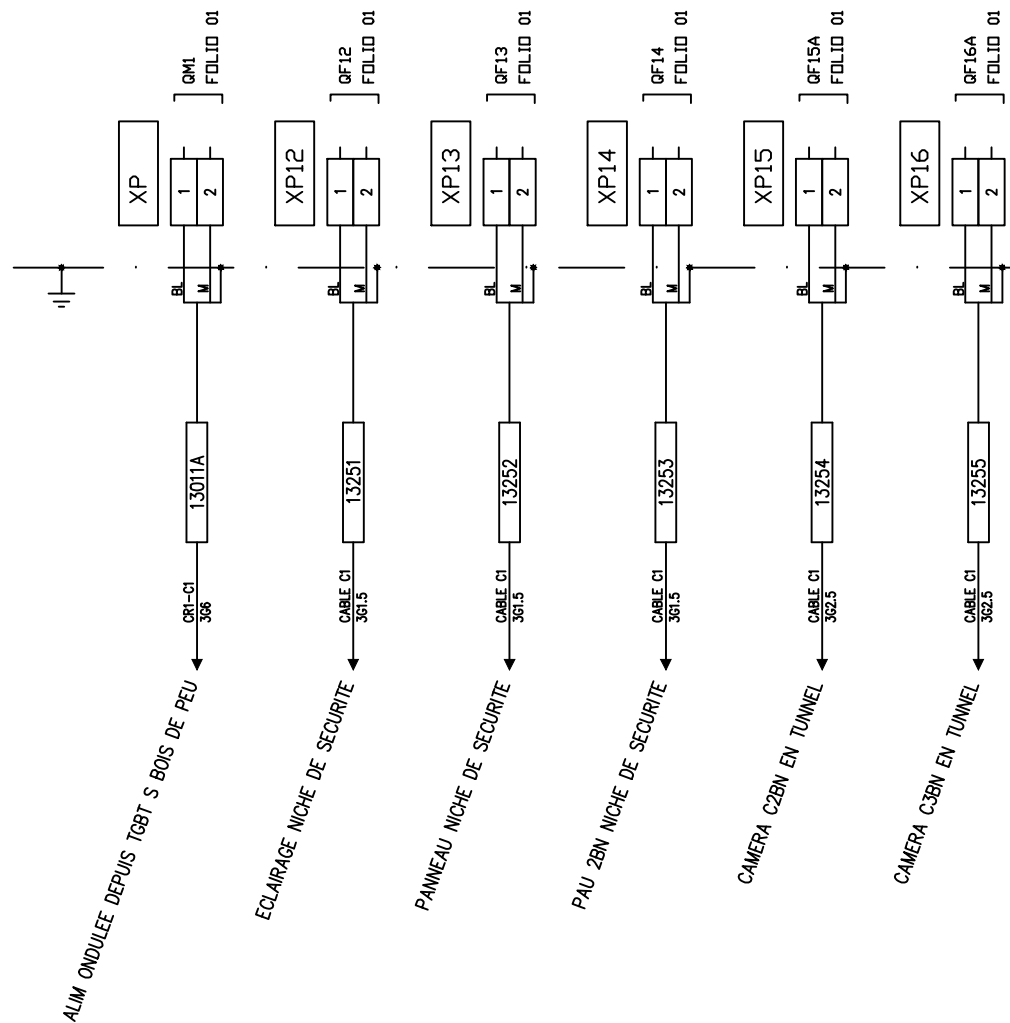 QM1
FOLIO 01
XP
1
2
BL
M
13011A
CR1-C1
3G6
ALIM ONDULEE DEPUIS TGBT S BOIS DE PEU
QF12
FOLIO 01
XP12
1
2
BL
M
13251
CABLE C1
3G1.5
ECLAIRAGE NICHE DE SECURITE
QF13
FOLIO 01
XP13
1
2
BL
M
13252
CABLE C1
3G1.5
PANNEAU NICHE DE SECURITE
QF14
FOLIO 01
XP14
1
2
BL
M
13253
CABLE C1
3G1.5
PAU 2BN NICHE DE SECURITE
QF15A
FOLIO 01
XP15
1
2
BL
M
13254
CABLE C1
3G2.5
CAMERA C2BN EN TUNNEL
QF16A
FOLIO 01
XP16
1
2
BL
M
13255
CABLE C1
3G2.5
CAMERA C3BN EN TUNNEL